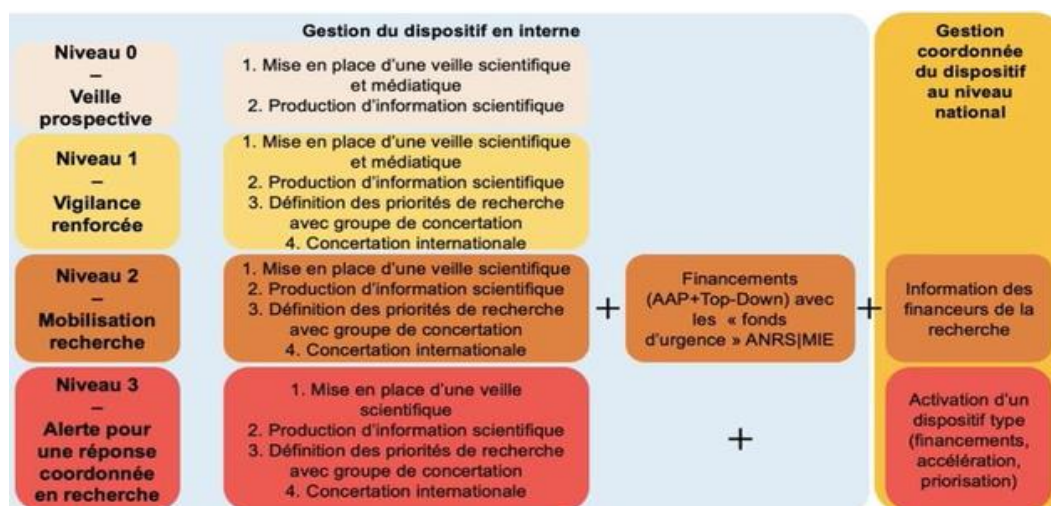 Gestion du dispositif en interne
Gestion
coordonnée
du dispositif
au niveau
national
Niveau 0
–
Veille
prospective
1. Mise en place d'une veille scientifique
et médiatique
2. Production d'information scientifique
Niveau 1
–
Vigilance
renforcée
1. Mise en place d'une veille scientifique
et médiatique
2. Production d'information scientifique
3. Définition des priorités de recherche
avec groupe de concertation
4. Concertation internationale
Niveau 2
–
Mobilisation
recherche
1. Mise en place d'une veille scientifique
2. Production d'information scientifique
3. Définition des priorités de recherche
avec groupe de concertation
4. Concertation internationale
+
Financements
(AAP+Top-Down) avec
les « fonds
d'urgence » ANRS|MIE
+
Information des
financeurs de la
recherche
Niveau 3
–
Alerte pour
une réponse
coordonnée
en recherche
1. Mise en place d'une veille
scientifique
2. Production d'information scientifique
3. Définition des priorités de recherche
avec groupe de concertation
4. Concertation internationale
+
Activation d'un
dispositif type
(financements,
accélération,
priorisation)